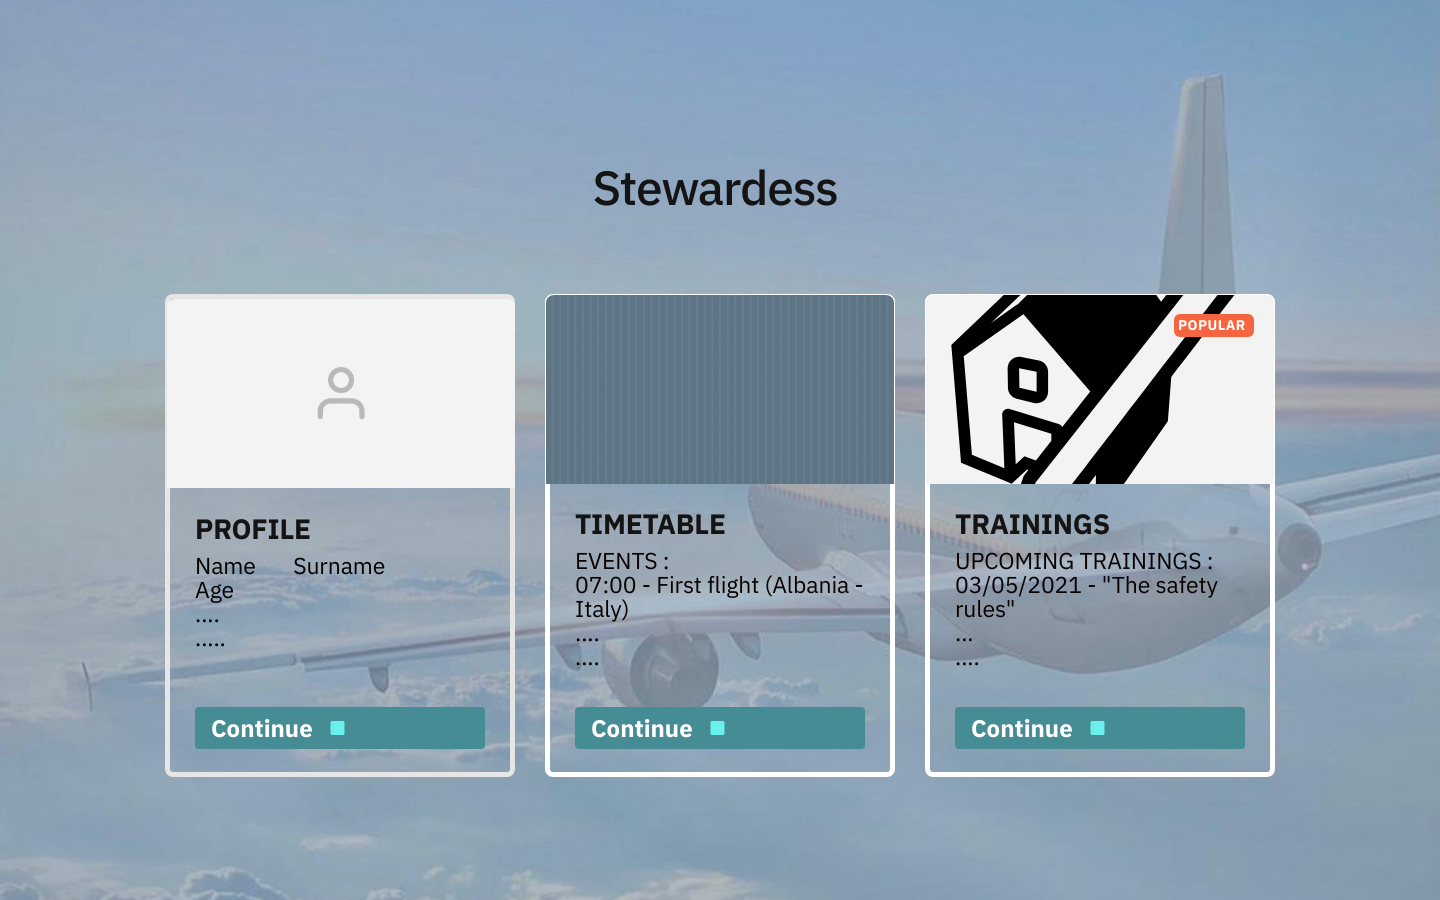 Stewardess
POPULAR
PROFILE
Name Surname
Age
....
.....
Continue
TIMETABLE
EVENTS :
07:00 - First flight (Albania -
Italy)
....
....
Continue
TRAININGS
UPCOMING TRAININGS :
03/05/2021 - "The safety
rules"
...
....
Continue